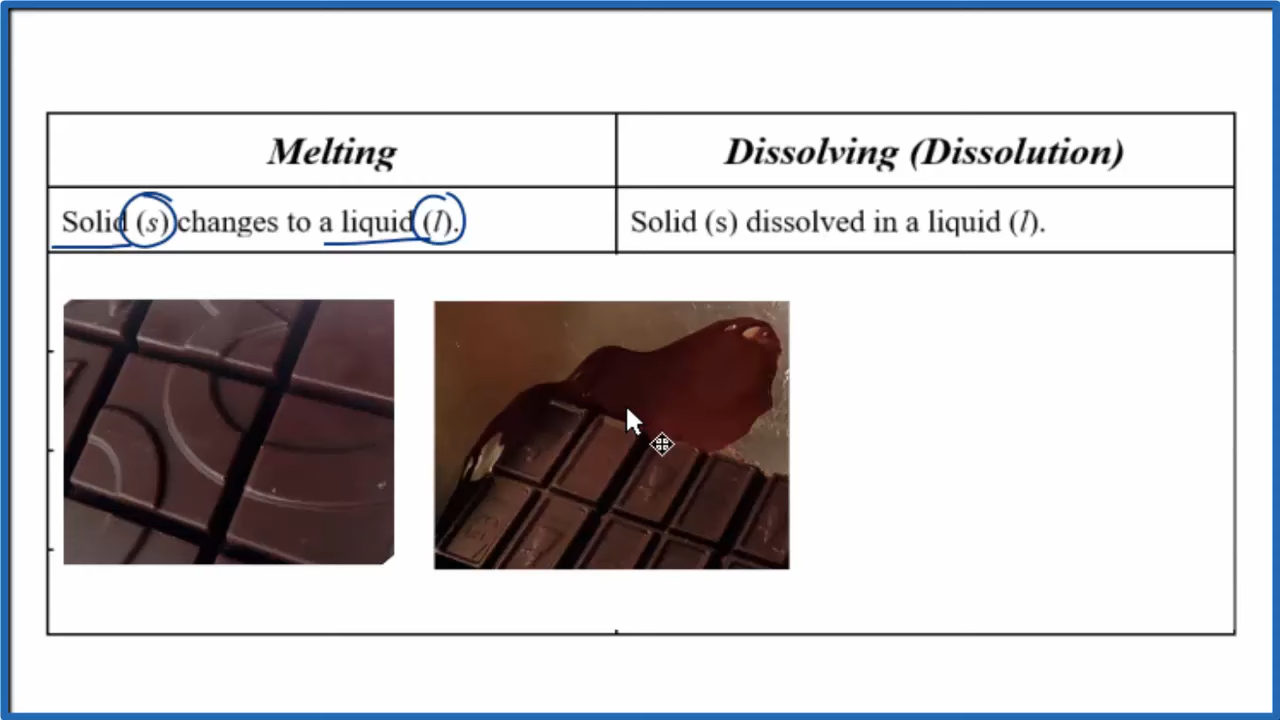 Melting
Dissolving (Dissolution)
Solid (s) changes to a liquid (l).
Solid (s) dissolved in a liquid (l).